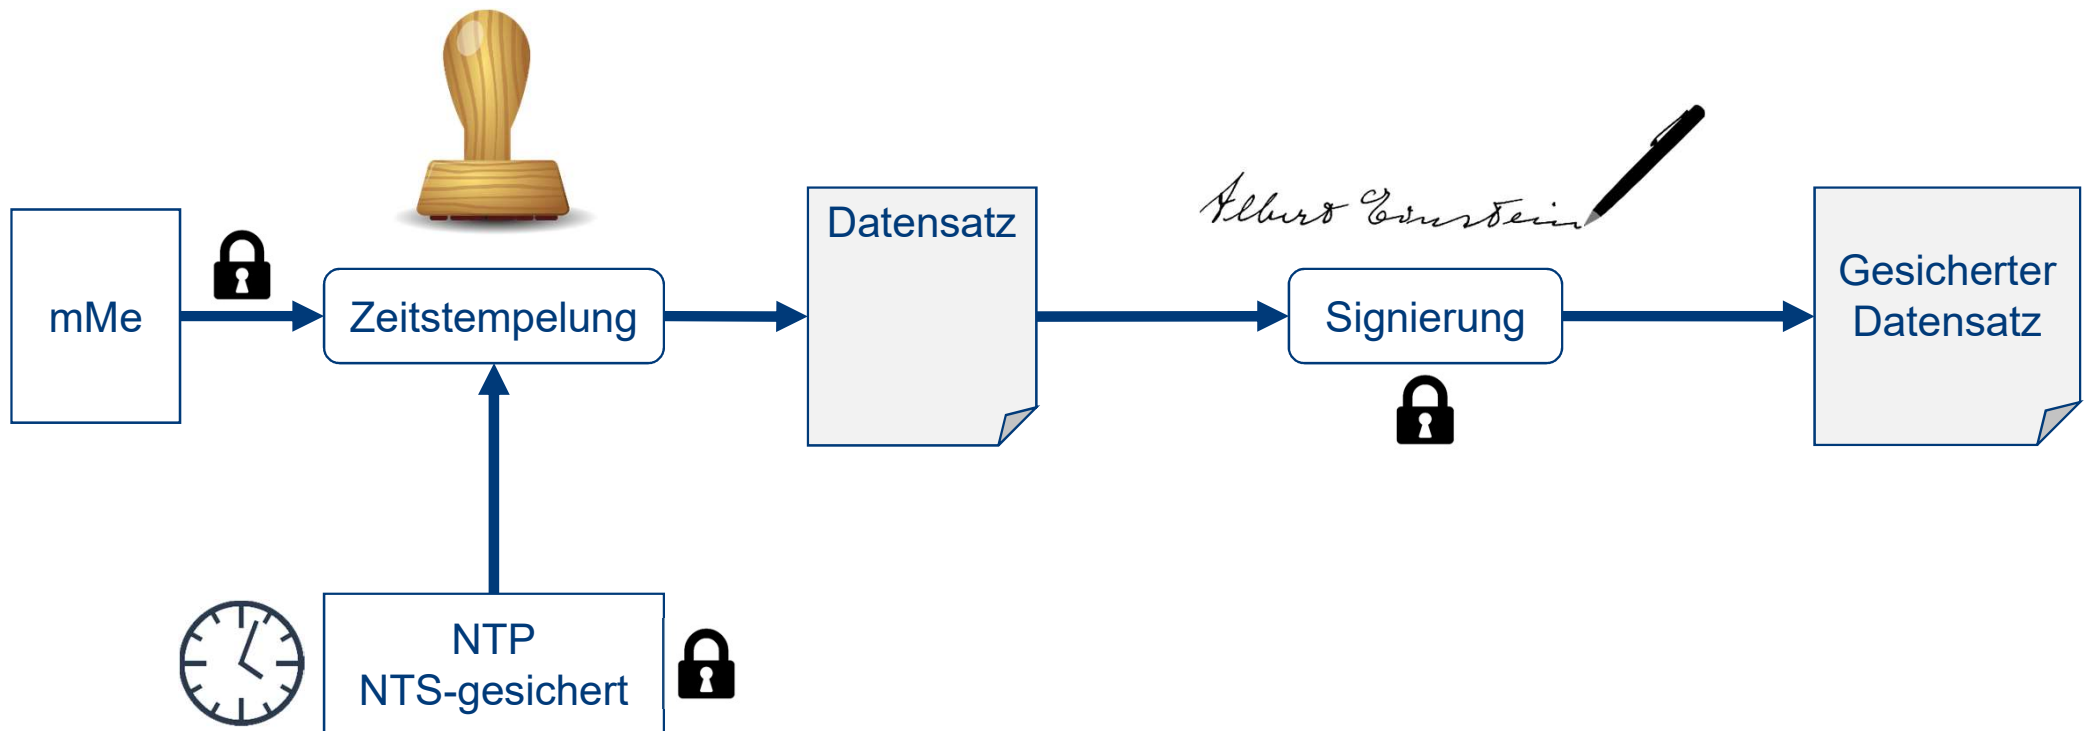 mMe
Zeitstempelung
NTP
NTS-gesichert
Datensatz
Albert Einstein
Signierung
Gesicherter
Datensatz